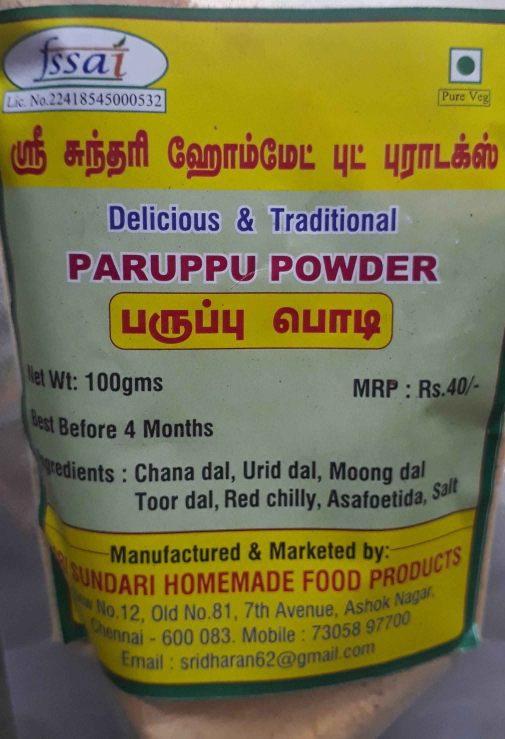 fssai
Lic. No.22418545000532
Pure Veg
ஸ்ரீ சுந்தரி ஹோம்மேட் புட் புராடக்ஸ்
Delicious & Traditional
PARUPPU POWDER
பருப்பு பொடி
Net Wt: 100gms
MRP : Rs.40/-
Best Before 4 Months
gredients : Chana dal, Urid dal, Moong dal
Toor dal, Red chilly, Asafoetida, Salt
Manufactured & Marketed by:
RI SUNDARI HOMEMADE FOOD PRODUCTS
ew No.12, Old No.81, 7th Avenue, Ashok Nagar,
Chennai - 600 083. Mobile : 73058 97700
Email : sridharan62@gmail.com